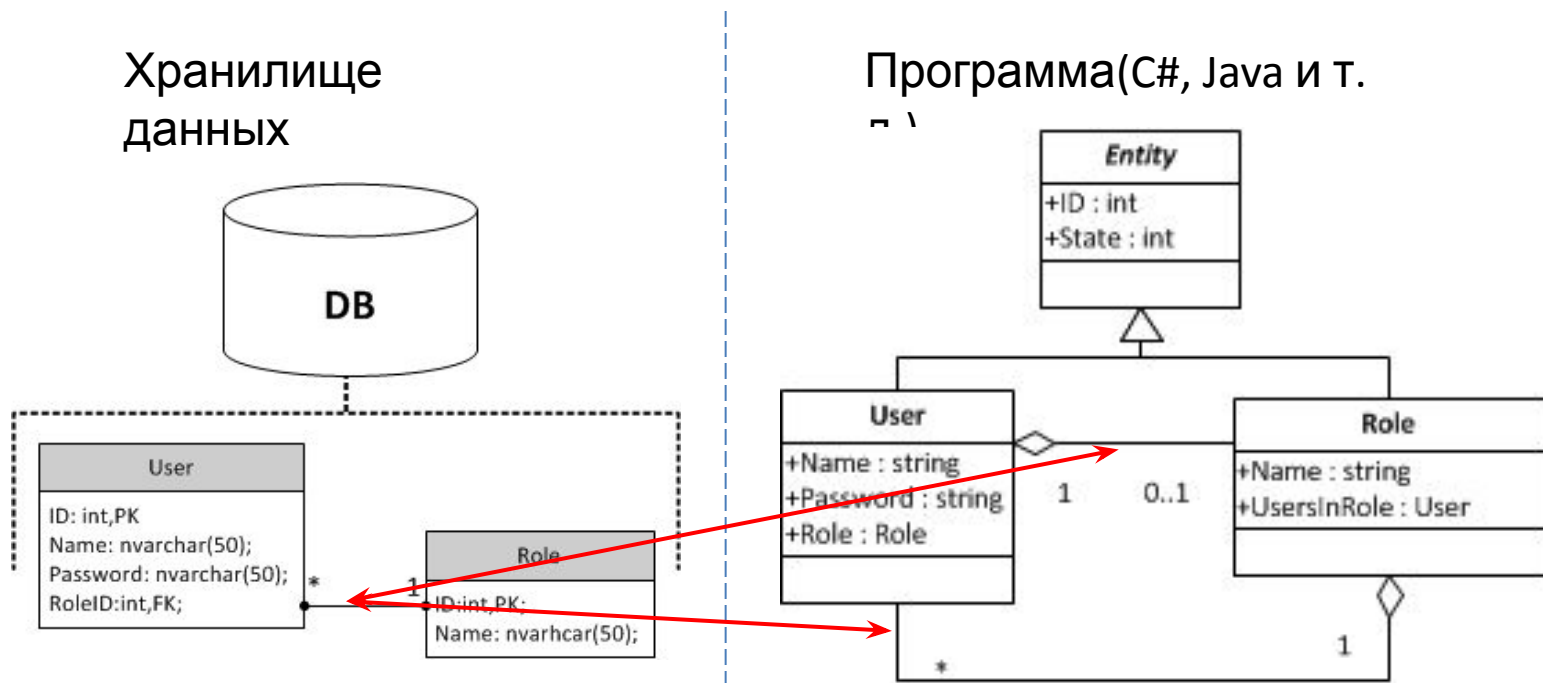 Хранилище
данных
Программа(C#, Java и т.
д.)
DB
User
ID: int,PK
Name: nvarchar(50);
Password: nvarchar(50);
RoleID:int,FK;
*
1
Role
ID:int,PK;
Name: nvarhcar(50);
Entity
+ID : int
+State : int
User
+Name : string
+Password : string
+Role : Role
1
0..1
Role
+Name : string
+UsersInRole : User
*
1